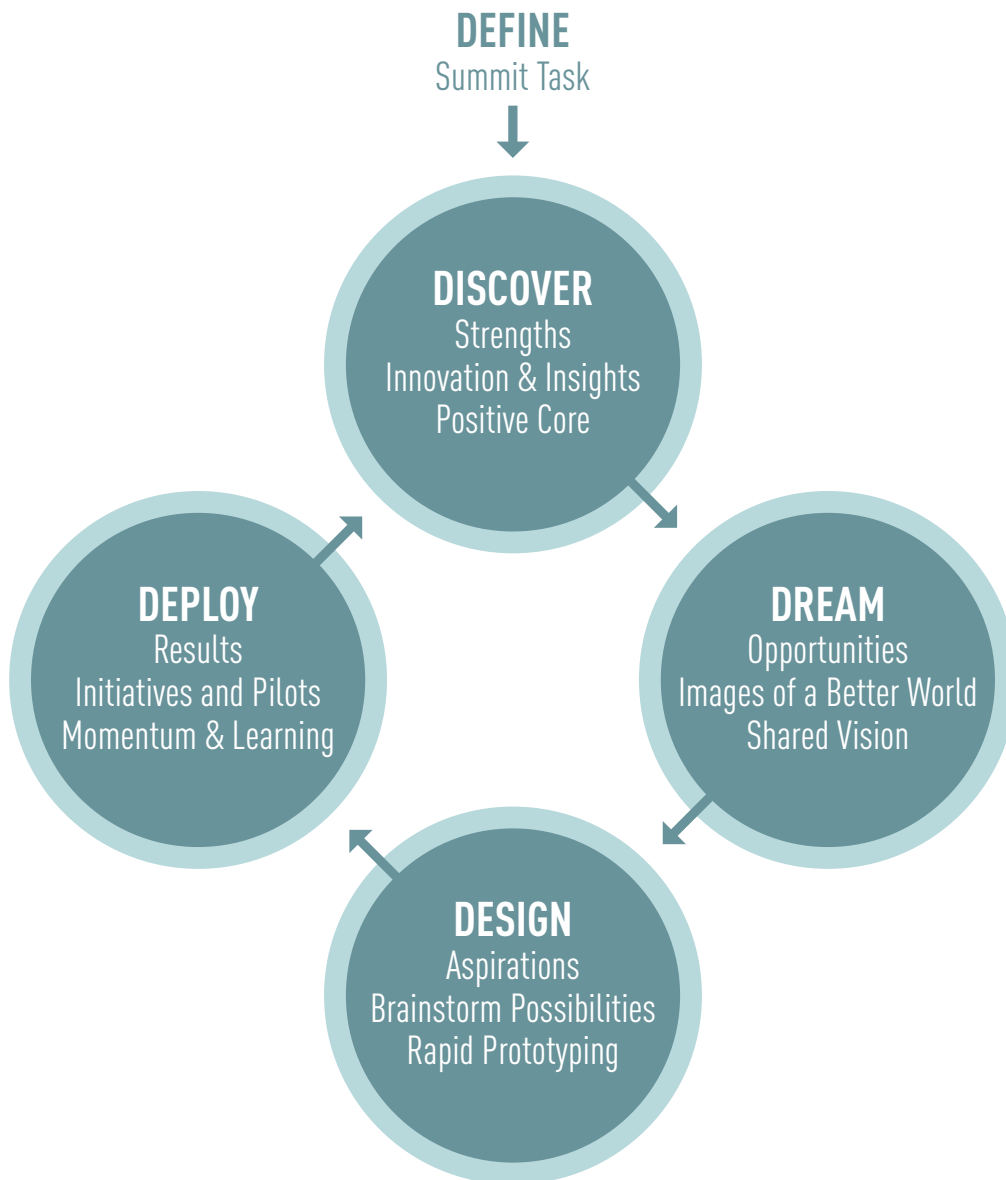 DEFINE
Summit Task
DISCOVER
Strengths
Innovation & Insights
Positive Core
DREAM
Opportunities
Images of a Better World
Shared Vision
DESIGN
Aspirations
Brainstorm Possibilities
Rapid Prototyping
DEPLOY
Results
Initiatives and Pilots
Momentum & Learning